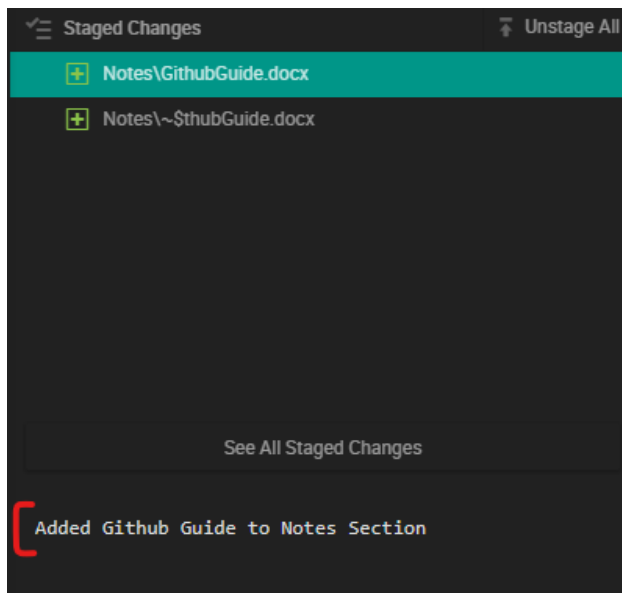 Staged Changes Unstage All
Notes\GithubGuide.docx
Notes\~$thubGuide.docx
See All Staged Changes
Added Github Guide to Notes Section